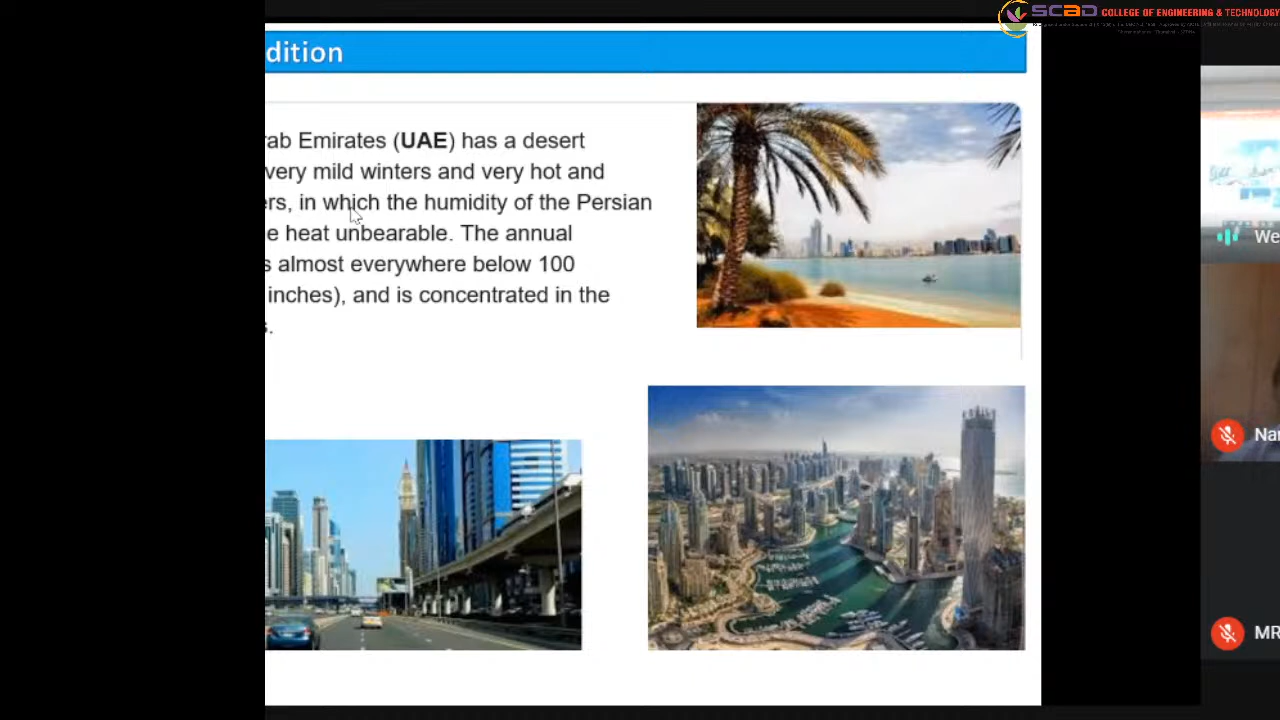 SCAD COLLEGE OF ENGINEERING & TECHNOLOGY
dition
rab Emirates (UAE) has a desert
very mild winters and very hot and
ers, in which the humidity of the Persian
e heat unbearable. The annual
s almost everywhere below 100
inches), and is concentrated in the
s.
We
Nar
MR